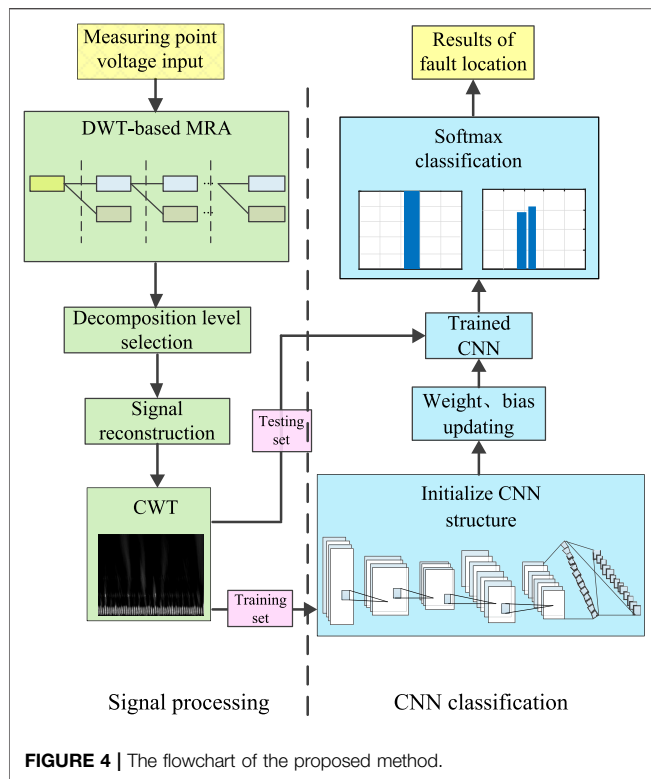 Measuring point
voltage input
DWT-based MRA
...
...
Decomposition level
selection
Signal
reconstruction
CWT
Testing
set
Training
set
Signal processing
Results of
fault location
Softmax
classification
Trained
CNN
Weight、bias
updating
Initialize CNN
structure
CNN classification
FIGURE 4 | The flowchart of the proposed method.